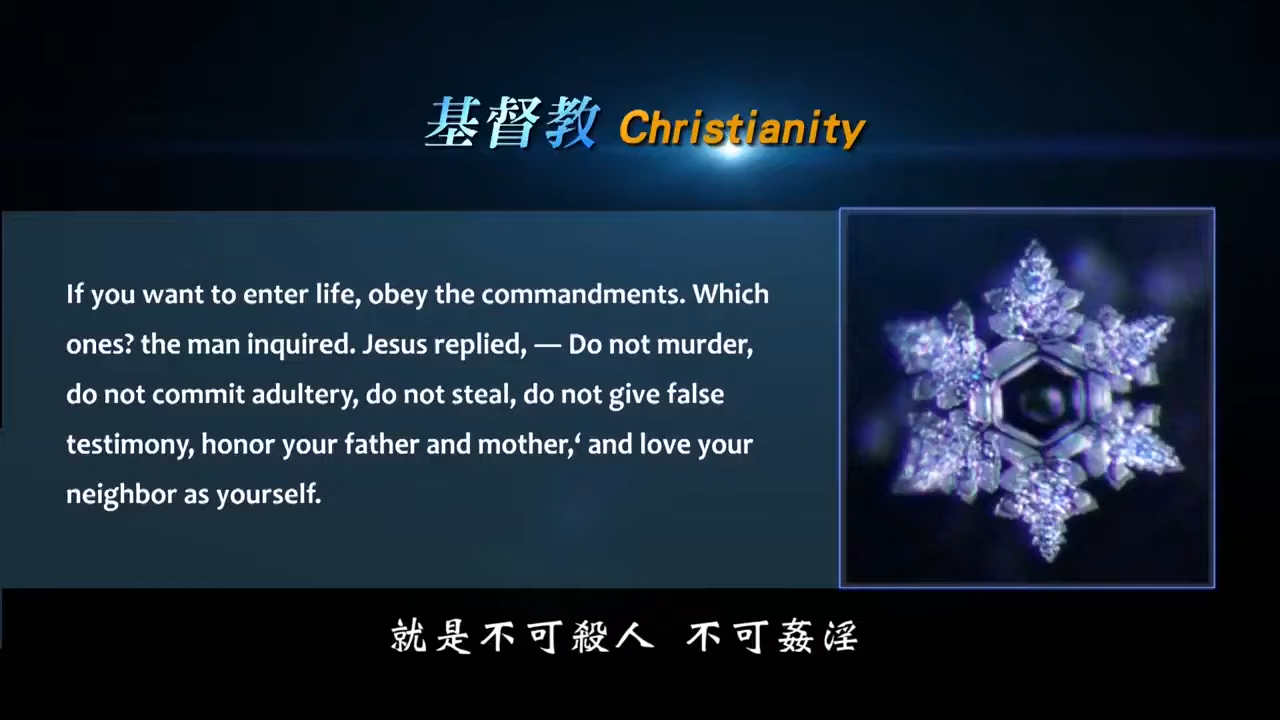 基督教 Christianity
If you want to enter life, obey the commandments. Which
ones? the man inquired. Jesus replied, — Do not murder,
do not commit adultery, do not steal, do not give false
testimony, honor your father and mother,‘ and love your
neighbor as yourself.
就是不可殺人 不可姦淫